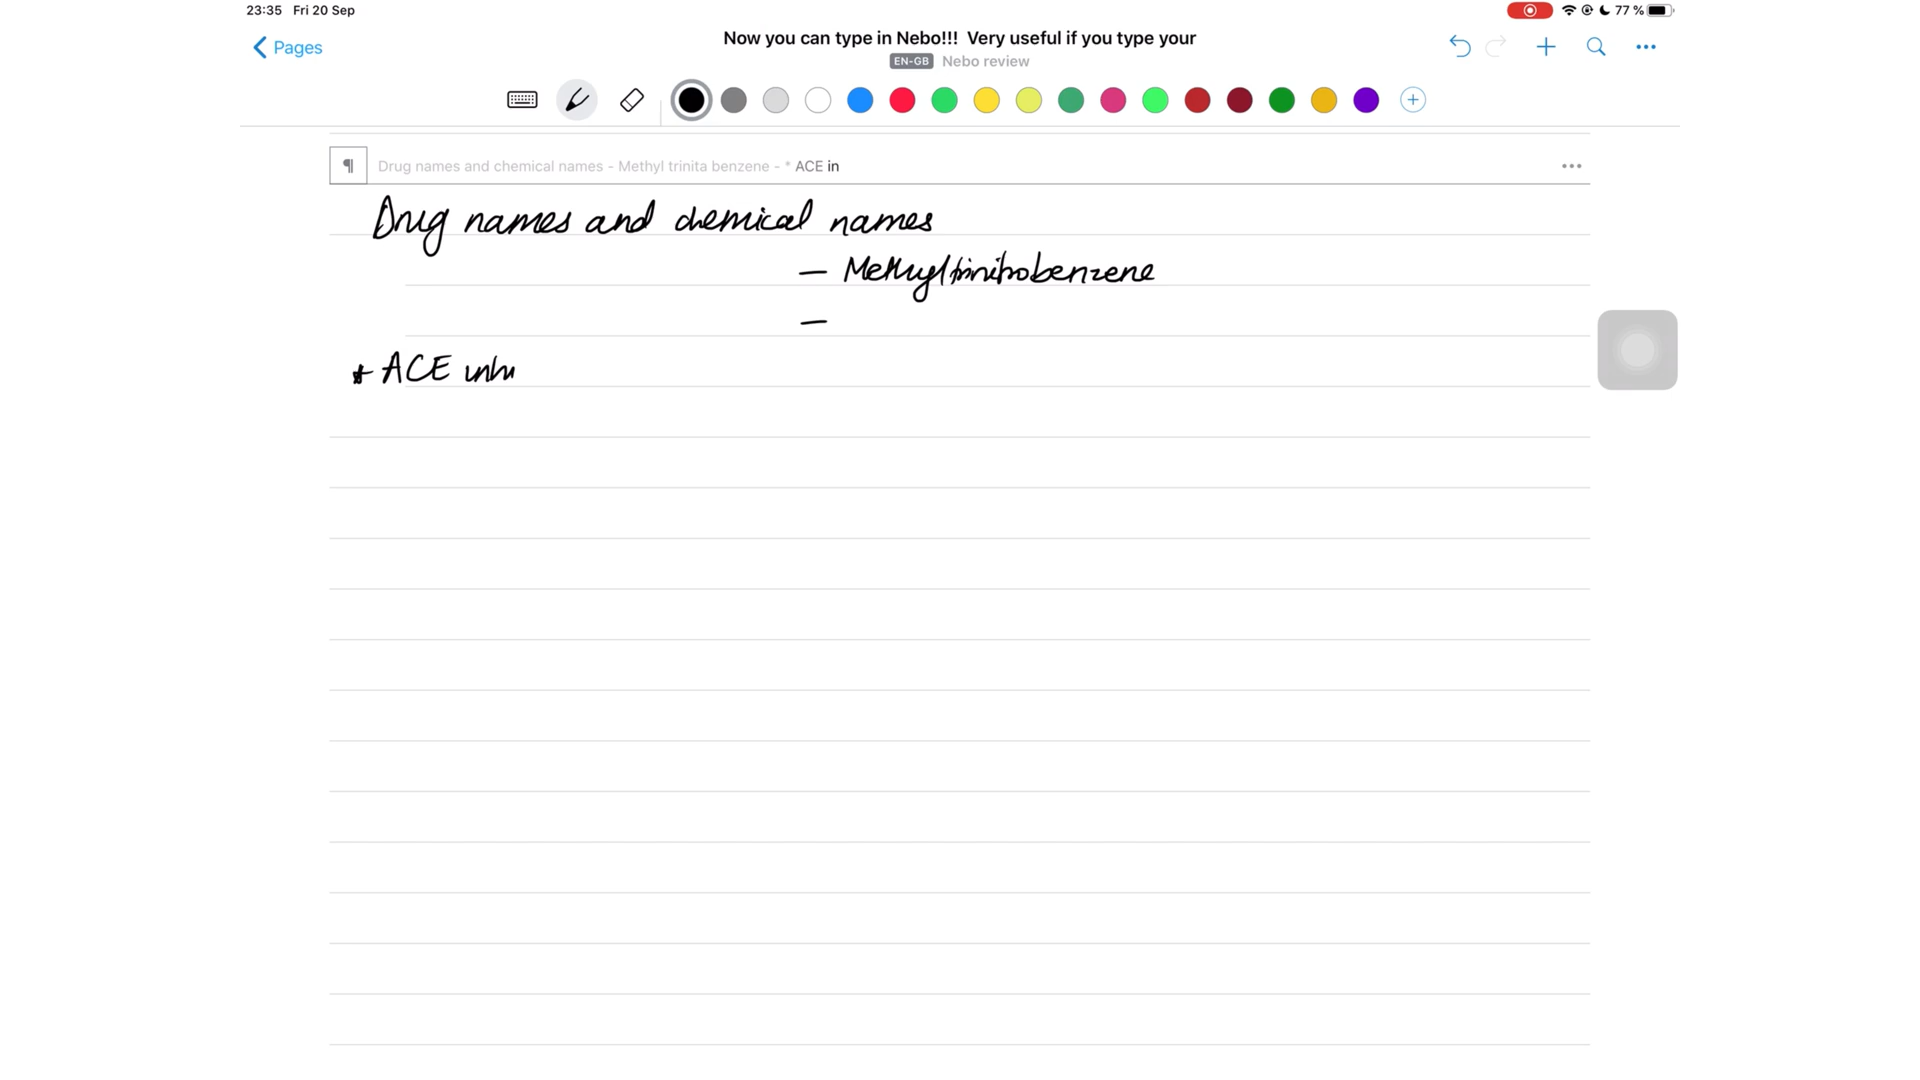 23:35 Fri 20 Sep
77 %
Pages
Now you can type in Nebo!!! Very useful if you type your
EN-GB Nebo review
¶ Drug names and chemical names - Methyl trinita benzene - * ACE in
Drug names and chemical names
— Methyltrinitrobenzene
—
* ACE inhi